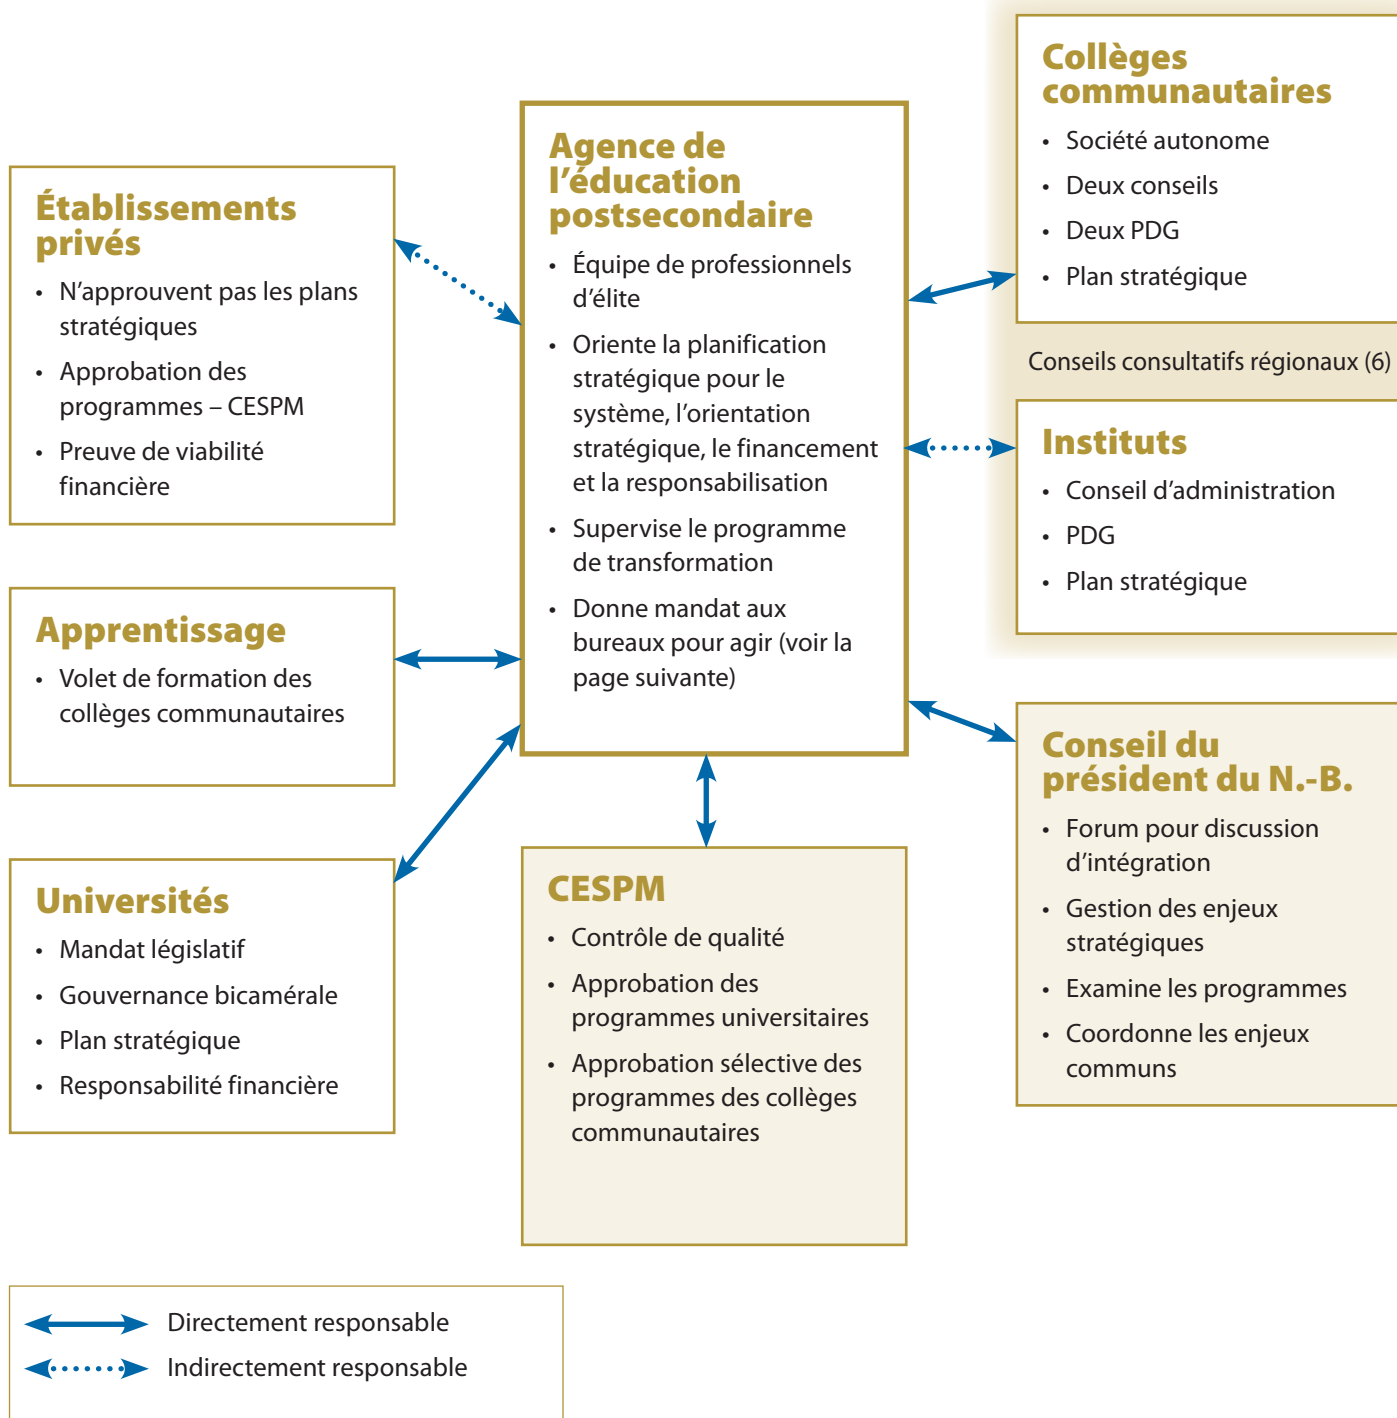 Établissements
privés
• N'approuvent pas les plans
stratégiques
• Approbation des
programmes – CESPM
• Preuve de viabilité
financière
Apprentissage
• Volet de formation des
collèges communautaires
Universités
• Mandat législatif
• Gouvernance bicamérale
• Plan stratégique
• Responsabilité financière
Agence de
l'éducation
postsecondaire
• Équipe de professionnels
d'élite
• Oriente la planification
stratégique pour le
système, l'orientation
stratégique, le financement
et la responsabilisation
• Supervise le programme
de transformation
• Donne mandat aux
bureaux pour agir (voir la
page suivante)
CESPM
• Contrôle de qualité
• Approbation des
programmes universitaires
• Approbation sélective des
programmes des collèges
communautaires
Collèges
communautaires
• Société autonome
• Deux conseils
• Deux PDG
• Plan stratégique
Conseils consultatifs régionaux (6)
Instituts
• Conseil d'administration
• PDG
• Plan stratégique
Conseil du
président du N.-B.
• Forum pour discussion
d'intégration
• Gestion des enjeux
stratégiques
• Examine les programmes
• Coordonne les enjeux
communs
Directement responsable
Indirectement responsable